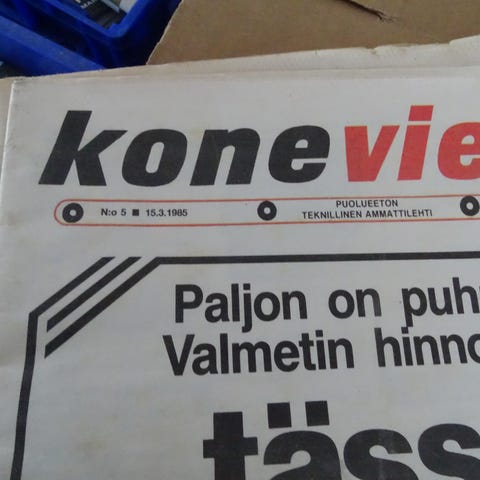 konevie
N:o 5 ■ 15.3.1985
PUOLUEETON
TEKNILLINEN AMMATTILEHTI
Paljon on puh
Valmetin hinno
täss